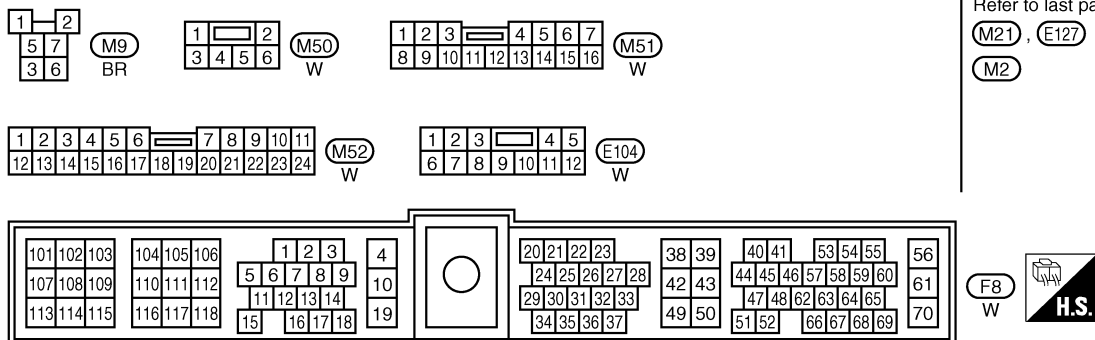 1 2
5 7
3 6
M9
BR
1 2
3 4 5 6
M50
W
1 2 3 4 5 6 7
8 9 10 11 12 13 14 15 16
M51
W
Refer to last pa
M21 , E127
M2
1 2 3 4 5 6 7 8 9 10 11
12 13 14 15 16 17 18 19 20 21 22 23 24
M52
W
1 2 3 4 5
6 7 8 9 10 11 12
E104
W
101 102 103 104 105 106 1 2 3 4 20 21 22 23 38 39 40 41 53 54 55 56
5 6 7 8 9 24 25 26 27 28 44 45 46 57 58 59 60
107 108 109 110 111 112 10 42 43 61
11 12 13 14 29 30 31 32 33 47 48 62 63 64 65
113 114 115 116 117 118 19 49 50 70
15 16 17 18 34 35 36 37 51 52 66 67 68 69
F8
W
H.S.